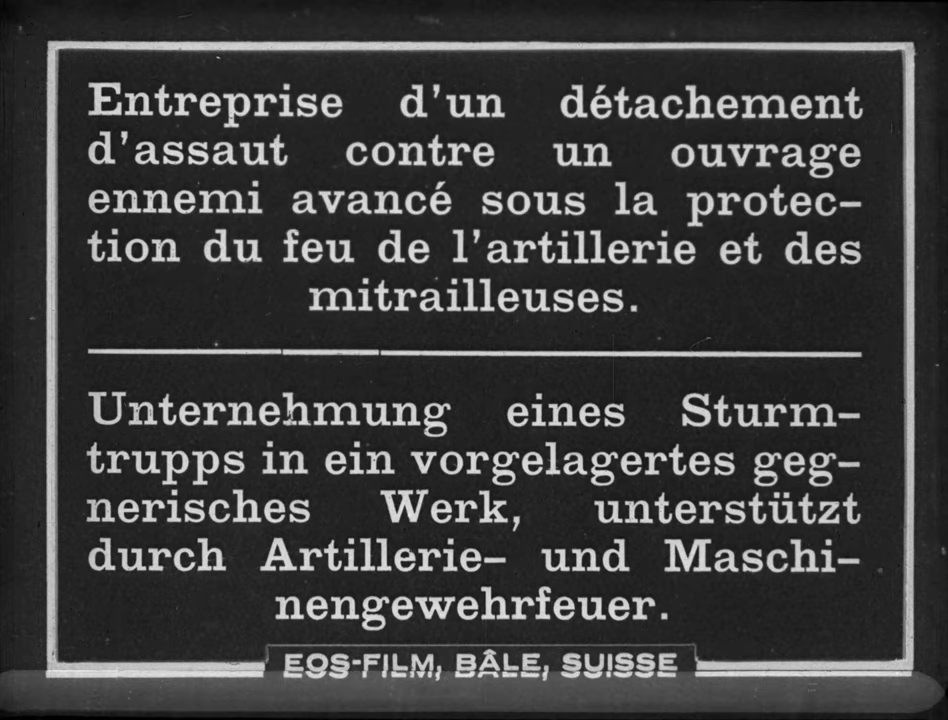 Entreprise d'un détachement
d'assaut contre un ouvrage
ennemi avancé sous la protec-
tion du feu de l'artillerie et des
mitrailleuses.
Unternehmung eines Sturm-
trupps in ein vorgelagertes geg-
nerisches Werk, unterstützt
durch Artillerie- und Maschi-
nengewehrfeuer.
EOS-FILM, BÂLE, SUISSE